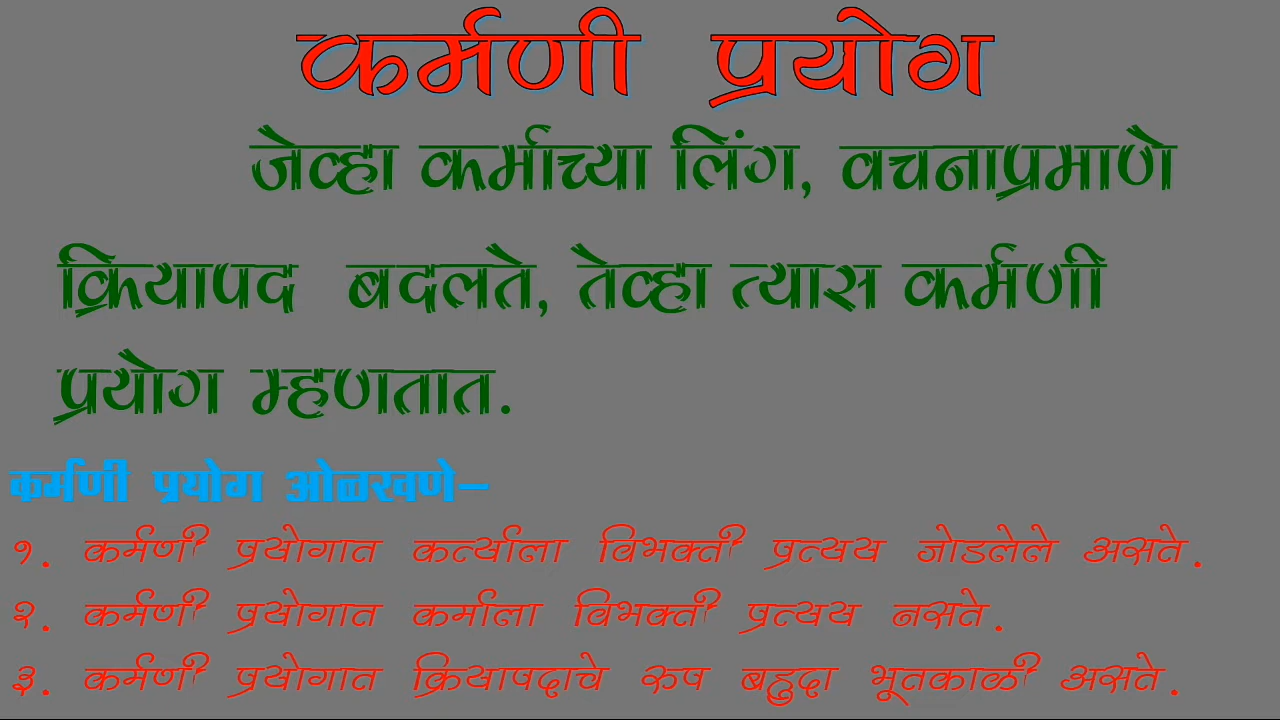 कर्मणी प्रयोग
जेव्हा कर्माच्या लिंग, वचनाप्रमाणे
क्रियापद बदलते, तेव्हा त्यास कर्मणी
प्रयोग म्हणतात.
कर्मणी प्रयोग ओळखणे-
१. कर्मणी प्रयोगात कर्त्याला विभक्ती प्रत्यय जोडलेले असते.
२. कर्मणी प्रयोगात कर्माला विभक्ती प्रत्यय नसते.
३. कर्मणी प्रयोगात क्रियापदाचे रुप बहुदा भूतकाळी असते.